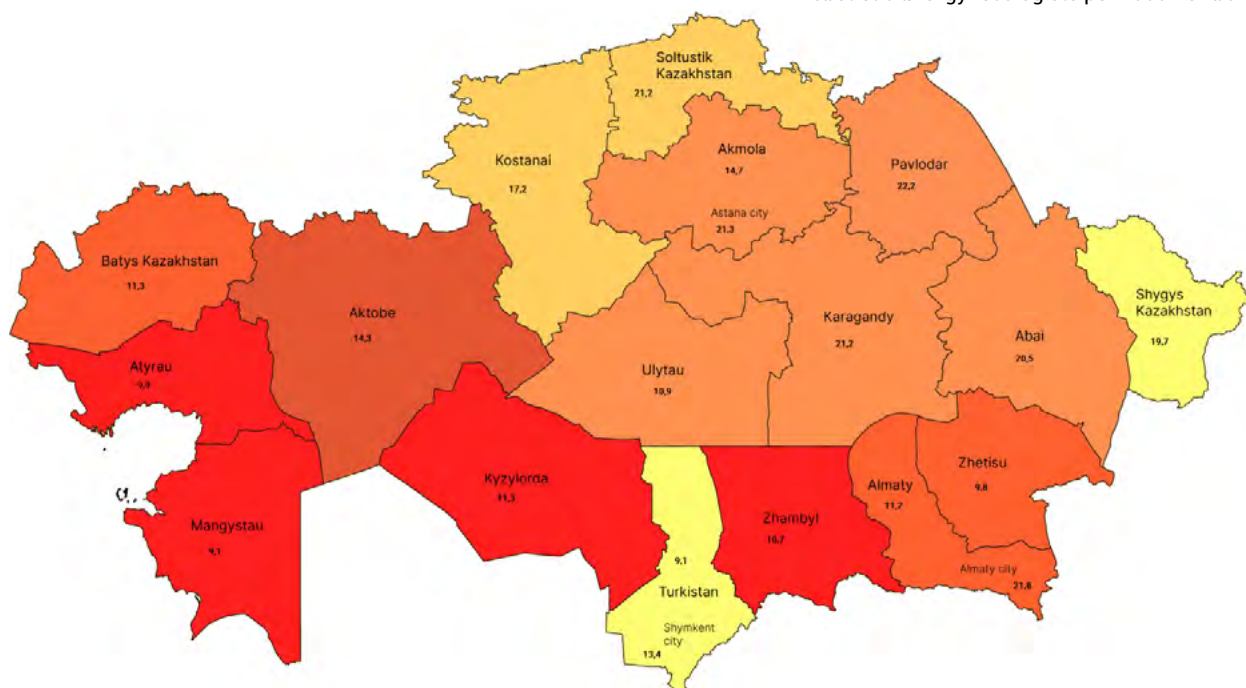 Soltustik
Kazakhstan
21,2
Kostanai
17,2
Akmola
14,7
Astana city
21,3
Pavlodar
22,2
Batys Kazakhstan
11,3
Aktobe
14,3
Atyrau
9,9
Mangystau
9,1
Kyzylorda
11,3
Ulytau
10,9
Karagandy
21,2
Abai
20,5
Shygys
Kazakhstan
19,7
Zhetisu
9,8
Almaty
Almaty city
21,8
Zhambyl
10,7
9,1
Turkistan
Shymkent
city
13,4